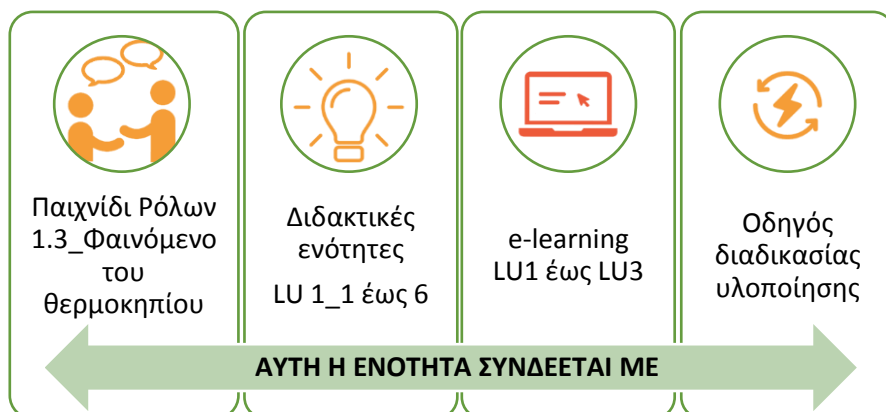 Παιχνίδι Ρόλων
1.3_Φαινόμενο
του
θερμοκηπίου
Διδακτικές
ενότητες
LU 1_1 έως 6
e-learning
LU1 έως LU3
Οδηγός
διαδικασίας
υλοποίησης
ΑΥΤΗ Η ΕΝΟΤΗΤΑ ΣΥΝΔΕΕΤΑΙ ΜΕ